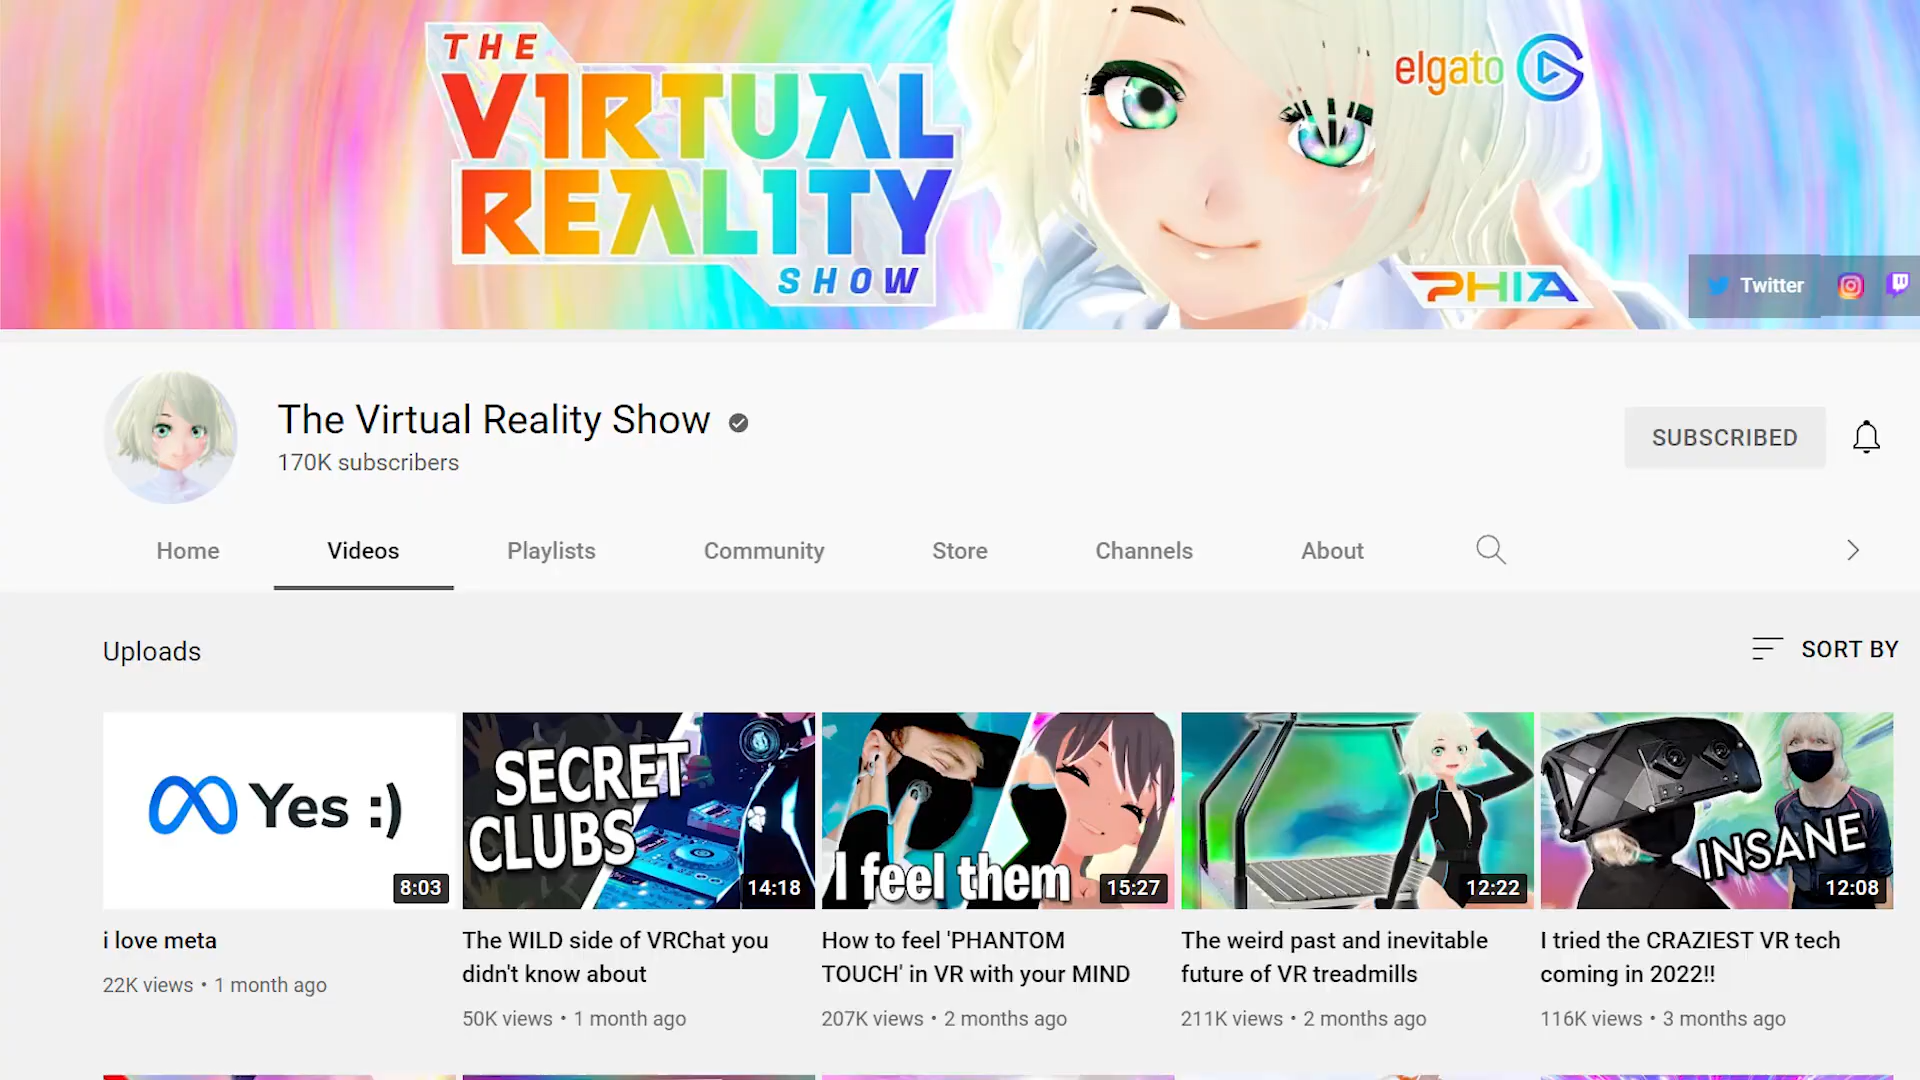 THE
VIRTUAL
REALITY
SHOW
elgato
PHIA
Twitter
The Virtual Reality Show
170K subscribers
SUBSCRIBED
Home
Videos
Playlists
Community
Store
Channels
About
Uploads
SORT BY
Yes :)
8:03
SECRET
CLUBS
14:18
I feel them
15:27
12:22
INSANE
12:08
i love meta
22K views • 1 month ago
The WILD side of VRChat you
didn't know about
50K views • 1 month ago
How to feel 'PHANTOM
TOUCH' in VR with your MIND
207K views • 2 months ago
The weird past and inevitable
future of VR treadmills
211K views • 2 months ago
I tried the CRAZIEST VR tech
coming in 2022!!
116K views • 3 months ago